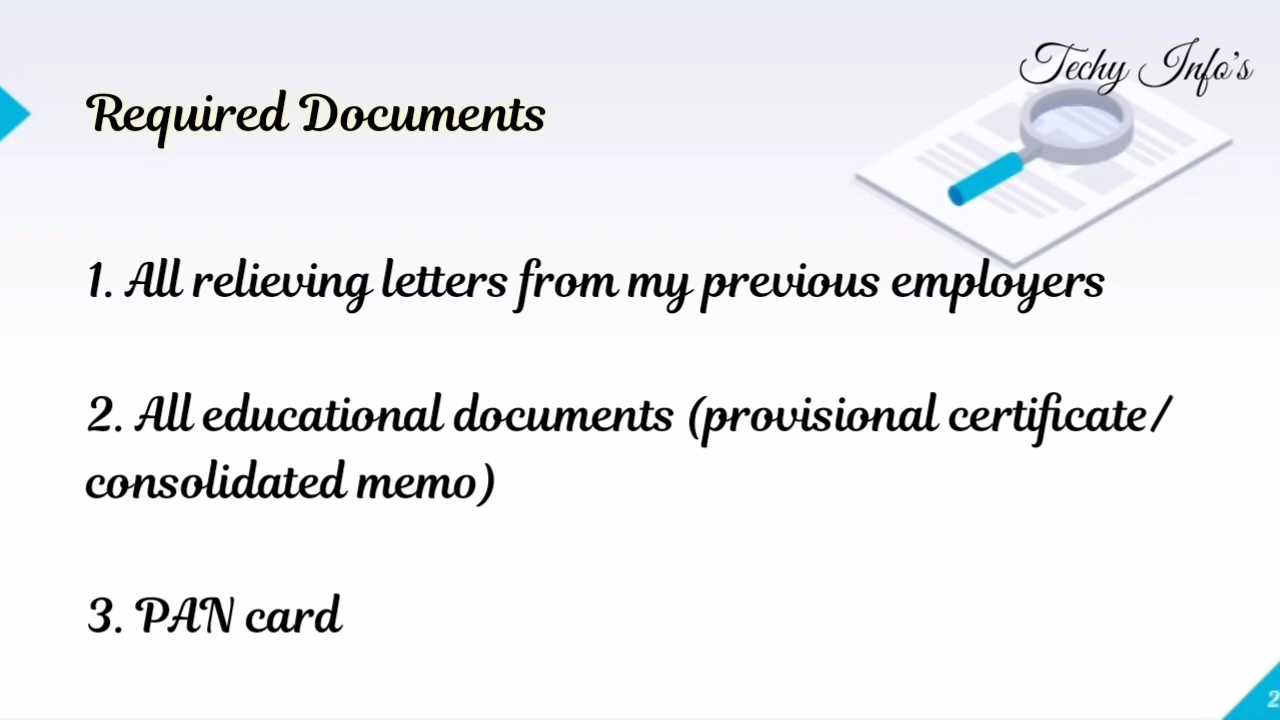 Techy Info's
Required Documents
1. All relieving letters from my previous employers
2. All educational documents (provisional certificate/
consolidated memo)
3. PAN card
2